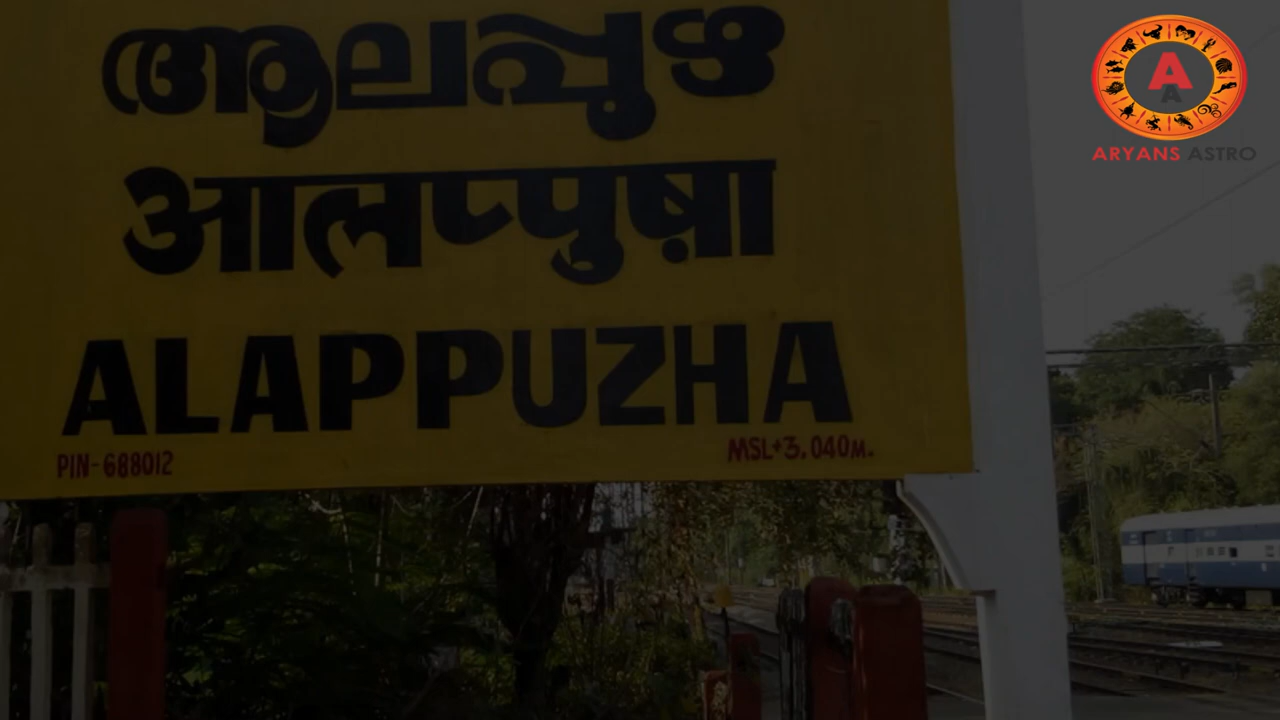 ആലപ്പുഴ
आलप्पुष़ा
ALAPPUZHA
PIN-688012
MSL+3.040M.
A
A
ARYANS ASTRO